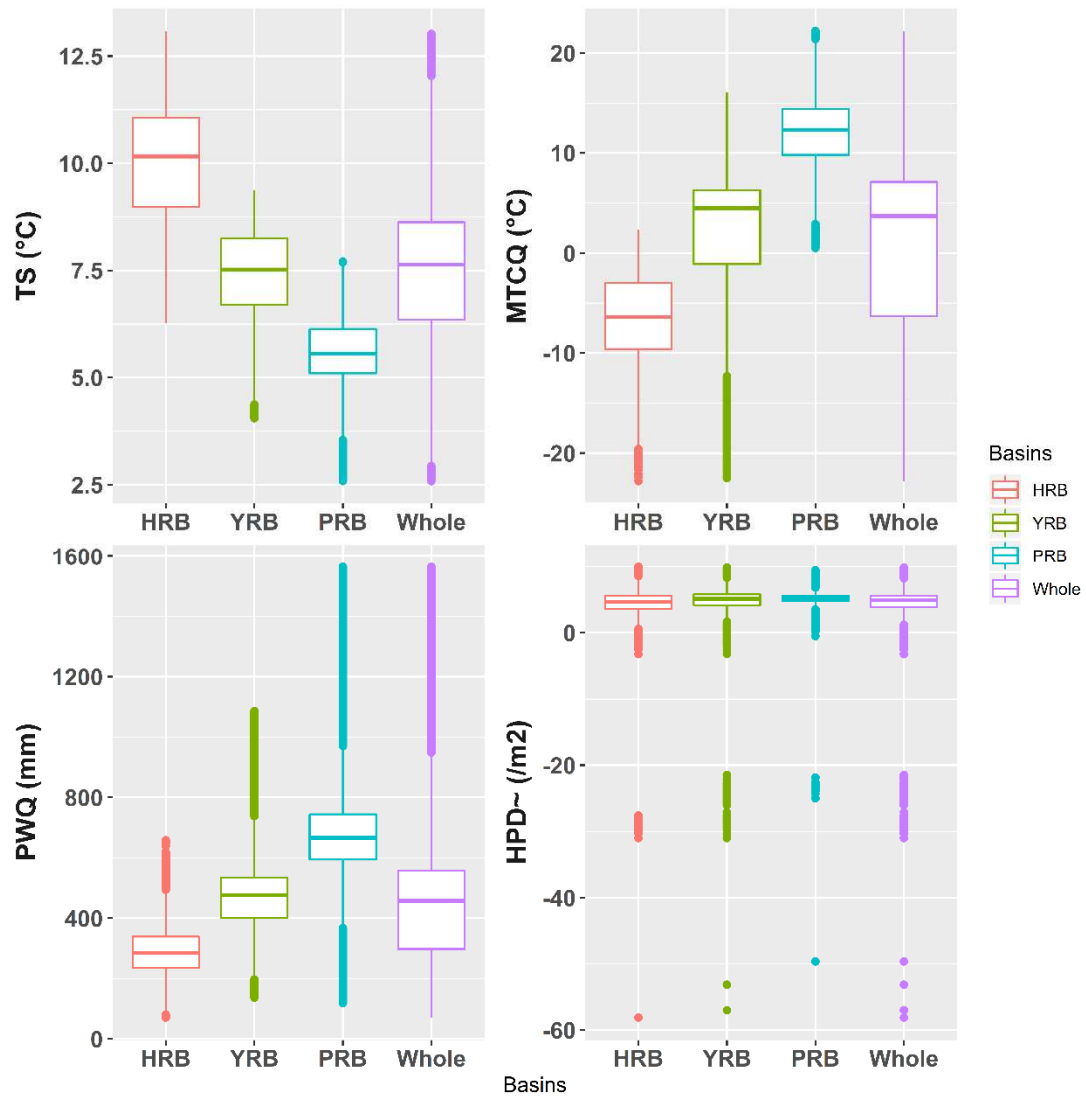 TS (°C)
12.5
10.0
7.5
5.0
2.5
HRB YRB PRB Whole
MTCQ (°C)
20
10
0
-10
-20
HRB YRB PRB Whole
PWQ (mm)
1600
1200
800
400
0
HRB YRB PRB Whole
HPD~ (/m2)
0
-20
-40
-60
HRB YRB PRB Whole
Basins
Basins
HRB
YRB
PRB
Whole